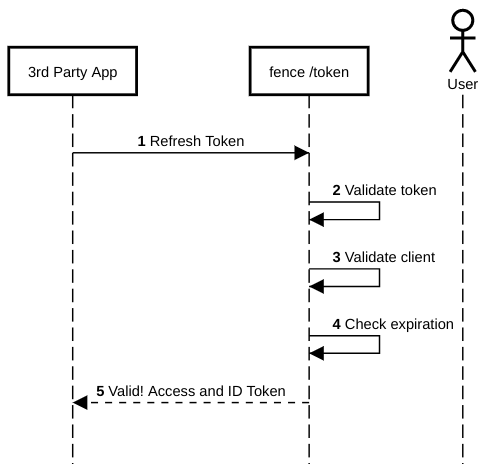 3rd Party App
fence /token
User
1 Refresh Token
2 Validate token
3 Validate client
4 Check expiration
5 Valid! Access and ID Token